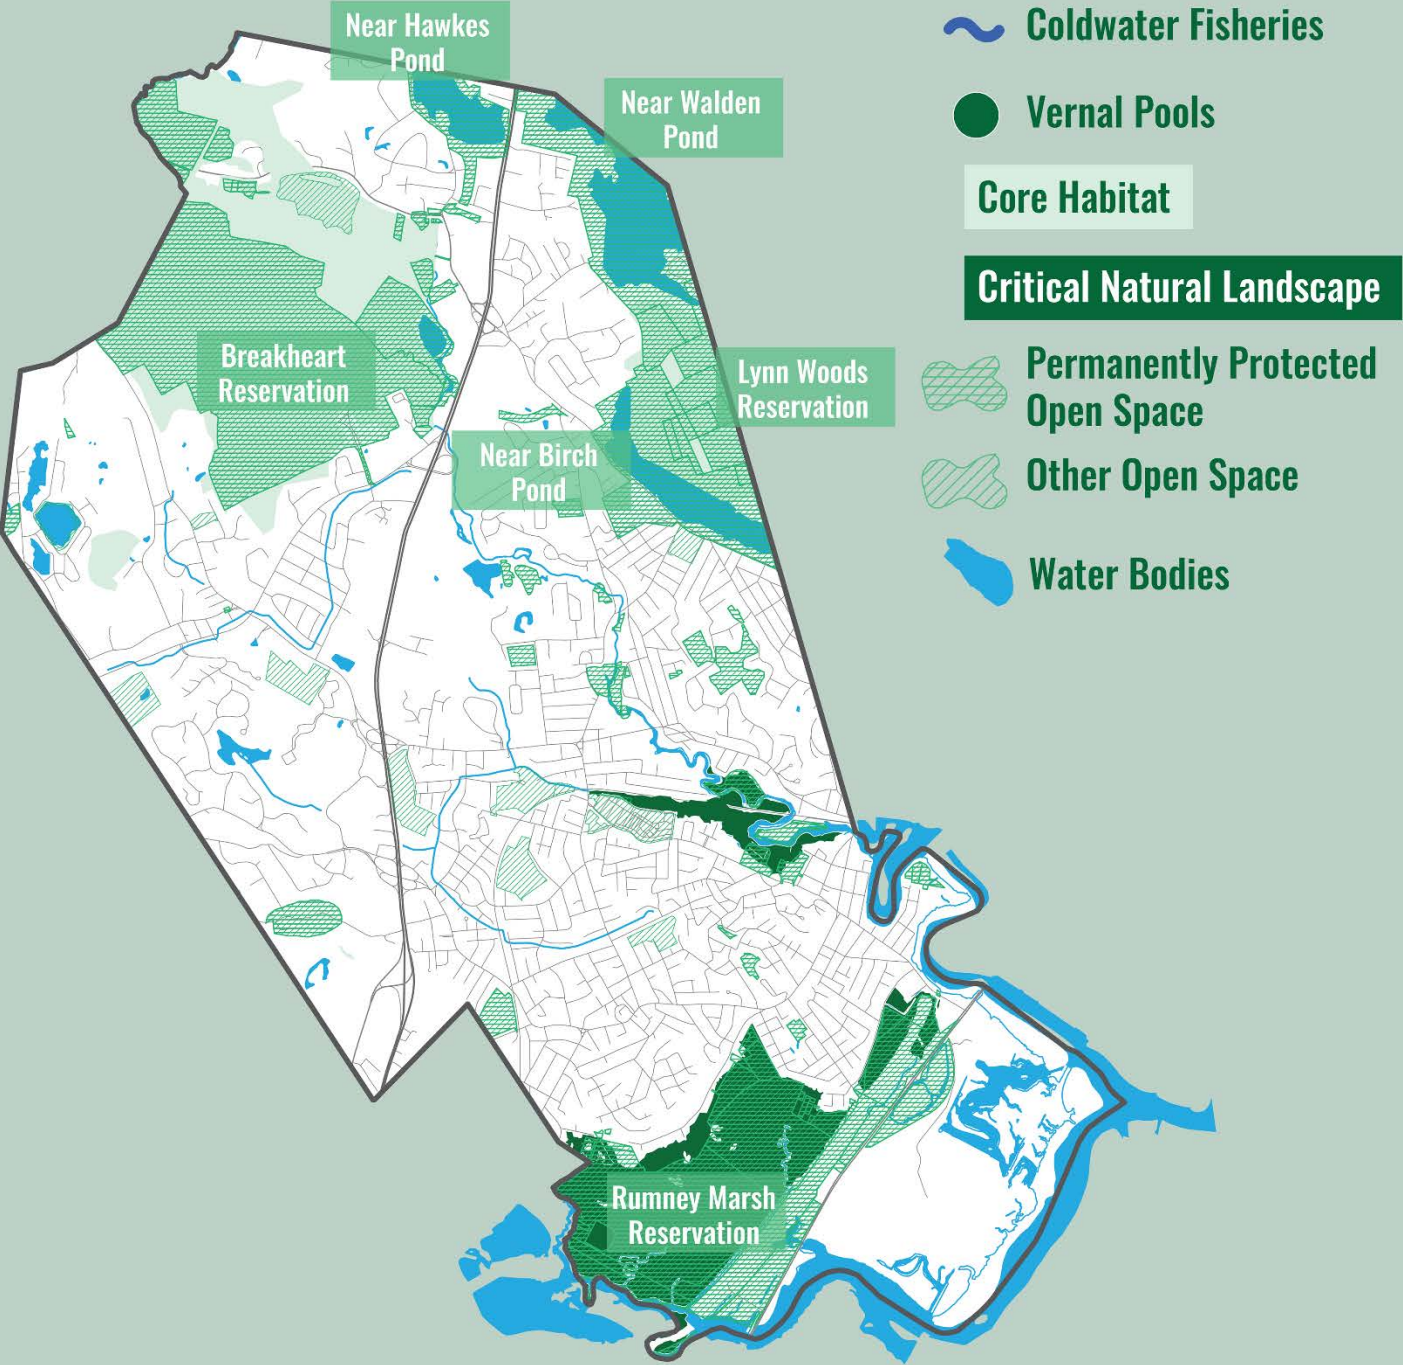 Near Hawkes
Pond
Near Walden
Pond
Breakheart
Reservation
Lynn Woods
Reservation
Near Birch
Pond
Rumney Marsh
Reservation
Coldwater Fisheries
Vernal Pools
Core Habitat
Critical Natural Landscape
Permanently Protected
Open Space
Other Open Space
Water Bodies